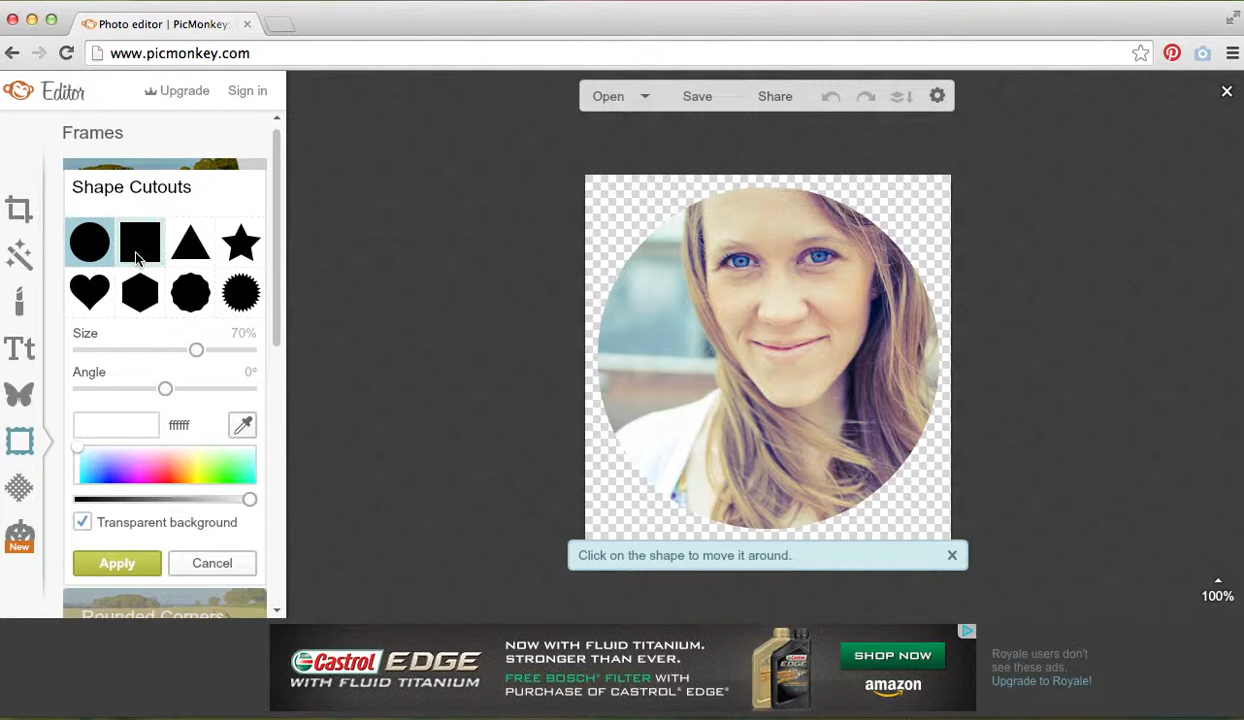 Photo editor | PicMonkey:
www.picmonkey.com
Editor
Upgrade
Sign in
Open
Save
Share
Frames
Shape Cutouts
Size
70%
Angle
0°
ffffff
Transparent background
Apply
Cancel
Rounded Corners
New
Click on the shape to move it around.
100%
Castrol EDGE
WITH FLUID TITANIUM.
NOW WITH FLUID TITANIUM.
STRONGER THAN EVER.
FREE BOSCH® FILTER WITH
PURCHASE OF CASTROL® EDGE®
SHOP NOW
amazon
Royale users don't
see these ads.
Upgrade to Royale!